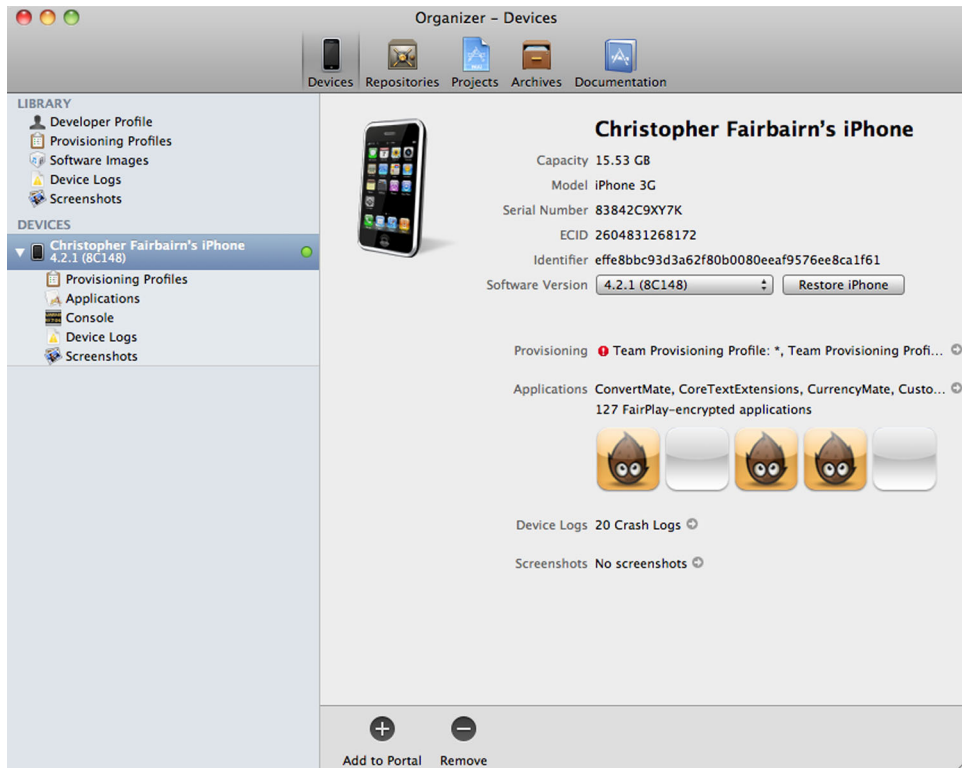 Organizer – Devices
Devices Repositories Projects Archives Documentation
LIBRARY
Developer Profile
Provisioning Profiles
Software Images
Device Logs
Screenshots
DEVICES
Christopher Fairbairn's iPhone
4.2.1 (8C148)
Provisioning Profiles
Applications
Console
Device Logs
Screenshots
Christopher Fairbairn's iPhone
Capacity 15.53 GB
Model iPhone 3G
Serial Number 83842C9XY7K
ECID 2604831268172
Identifier effe8bbc93d3a62f80b0080eeaf9576ee8ca1f61
Software Version 4.2.1 (8C148) Restore iPhone
Provisioning Team Provisioning Profile: *, Team Provisioning Profi...
Applications ConvertMate, CoreTextExtensions, CurrencyMate, Custo...
127 FairPlay-encrypted applications
Device Logs 20 Crash Logs
Screenshots No screenshots
Add to Portal Remove